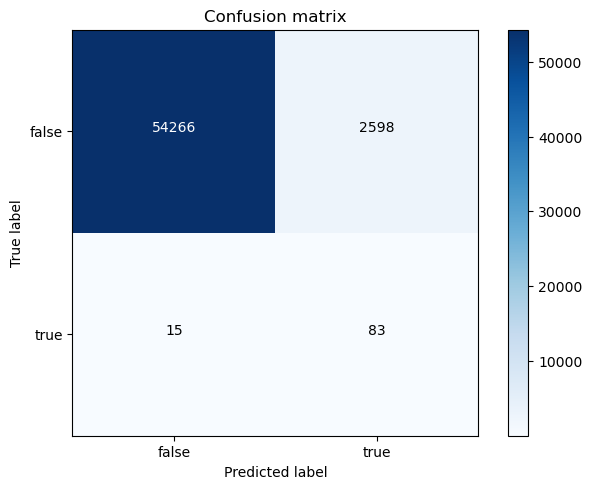 Confusion matrix
True label
false
54266
2598
true
15
83
false
true
Predicted label
50000
40000
30000
20000
10000